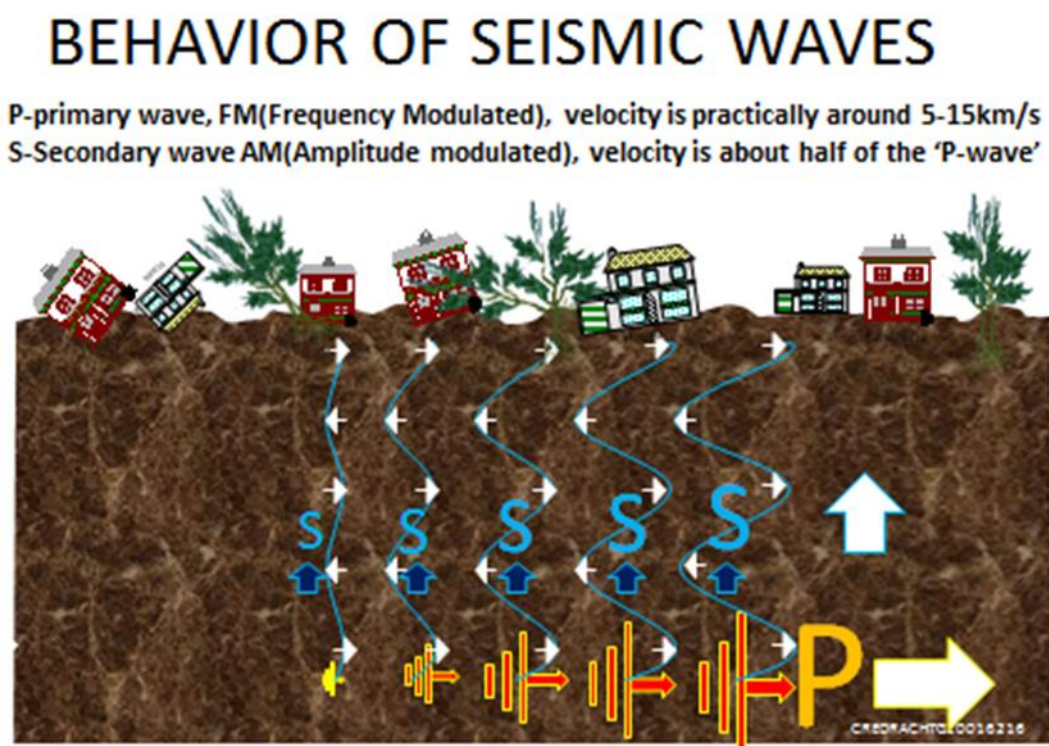 BEHAVIOR OF SEISMIC WAVES
P-primary wave, FM(Frequency Modulated), velocity is practically around 5-15km/s
S-Secondary wave AM(Amplitude modulated), velocity is about half of the ‘P-wave’
S S S S S
P